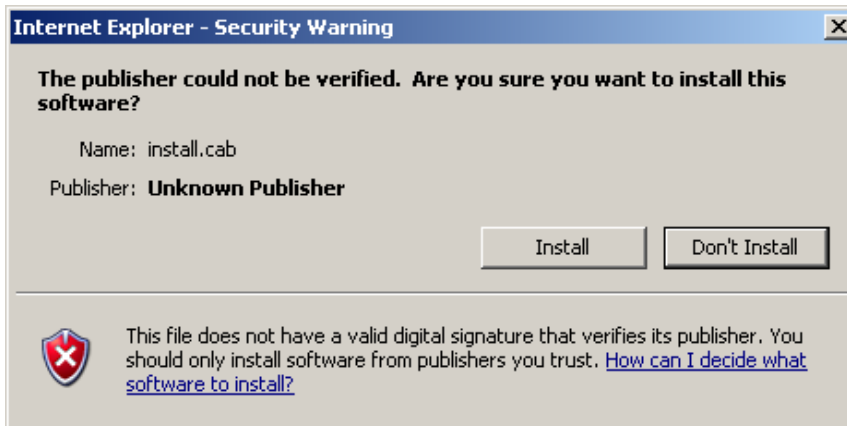 Internet Explorer - Security Warning
The publisher could not be verified.  Are you sure you want to install this
software?
Name: install.cab
Publisher: Unknown Publisher
Install
Don't Install
This file does not have a valid digital signature that verifies its publisher. You
should only install software from publishers you trust. How can I decide what
software to install?